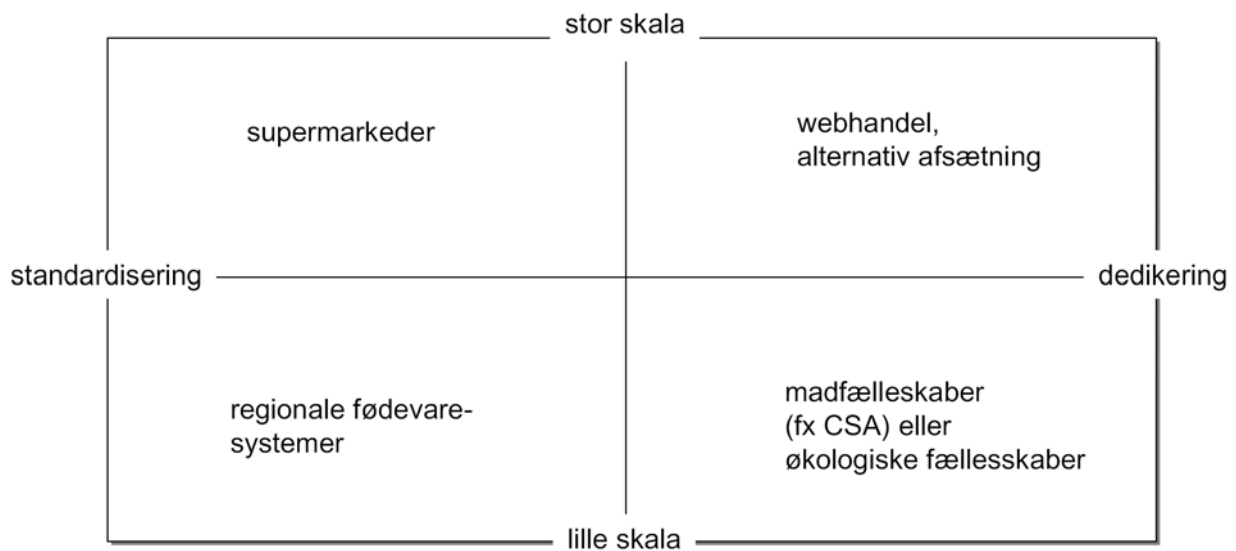 stor skala
supermarkeder
webhandel,
alternativ afsætning
standardisering
dedikering
regionale fødevare-
systemer
madfælleskaber
(fx CSA) eller
økologiske fællesskaber
lille skala